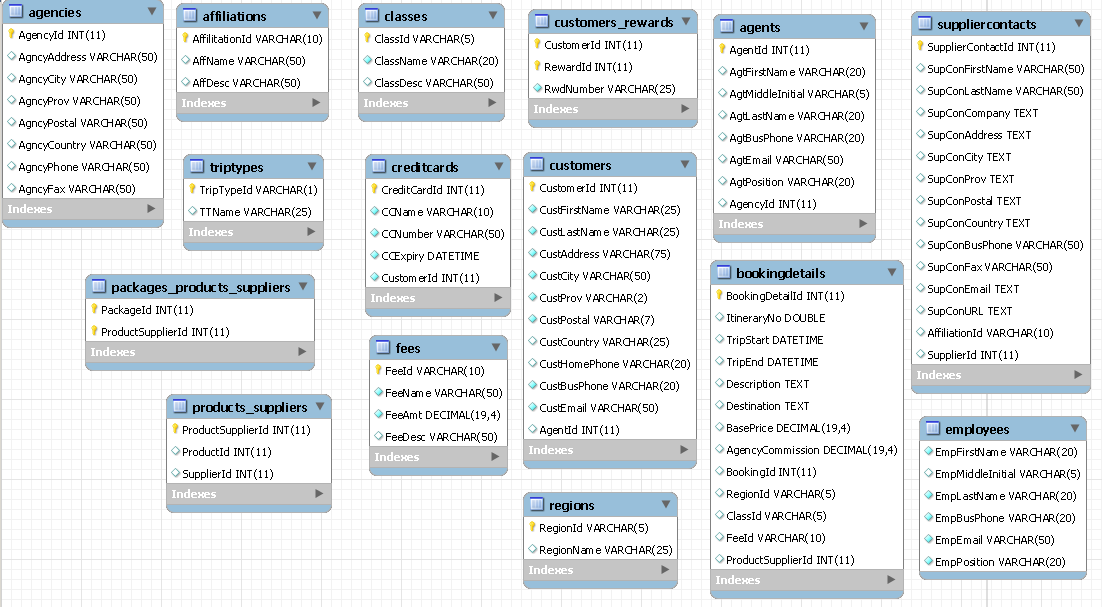 agencies
AgencyId INT(11)
AgncyAddress VARCHAR(50)
AgncyCity VARCHAR(50)
AgncyProv VARCHAR(50)
AgncyPostal VARCHAR(50)
AgncyCountry VARCHAR(50)
AgncyPhone VARCHAR(50)
AgncyFax VARCHAR(50)
Indexes
affiliations
AffilitationId VARCHAR(10)
AffName VARCHAR(50)
AffDesc VARCHAR(50)
Indexes
classes
ClassId VARCHAR(5)
ClassName VARCHAR(20)
ClassDesc VARCHAR(50)
Indexes
customers_rewards
CustomerId INT(11)
RewardId INT(11)
RwdNumber VARCHAR(25)
Indexes
agents
AgentId INT(11)
AgtFirstName VARCHAR(20)
AgtMiddleInitial VARCHAR(5)
AgtLastName VARCHAR(20)
AgtBusPhone VARCHAR(20)
AgtEmail VARCHAR(50)
AgtPosition VARCHAR(20)
AgencyId INT(11)
Indexes
suppliercontacts
SupplierContactId INT(11)
SupConFirstName VARCHAR(50)
SupConLastName VARCHAR(50)
SupConCompany TEXT
SupConAddress TEXT
SupConCity TEXT
SupConProv TEXT
SupConPostal TEXT
SupConCountry TEXT
SupConBusPhone VARCHAR(50)
SupConFax VARCHAR(50)
SupConEmail TEXT
SupConURL TEXT
AffiliationId VARCHAR(10)
SupplierId INT(11)
Indexes
triptypes
TripTypeId VARCHAR(1)
TTName VARCHAR(25)
Indexes
creditcards
CreditCardId INT(11)
CCName VARCHAR(10)
CCNumber VARCHAR(50)
CCExpiry DATETIME
CustomerId INT(11)
Indexes
customers
CustomerId INT(11)
CustFirstName VARCHAR(25)
CustLastName VARCHAR(25)
CustAddress VARCHAR(75)
CustCity VARCHAR(50)
CustProv VARCHAR(2)
CustPostal VARCHAR(7)
CustCountry VARCHAR(25)
CustHomePhone VARCHAR(20)
CustBusPhone VARCHAR(20)
CustEmail VARCHAR(50)
AgentId INT(11)
Indexes
packages_products_suppliers
PackageId INT(11)
ProductSupplierId INT(11)
Indexes
fees
FeeId VARCHAR(10)
FeeName VARCHAR(50)
FeeAmt DECIMAL(19,4)
FeeDesc VARCHAR(50)
Indexes
bookingdetails
BookingDetailId INT(11)
ItineraryNo DOUBLE
TripStart DATETIME
TripEnd DATETIME
Description TEXT
Destination TEXT
BasePrice DECIMAL(19,4)
AgencyCommission DECIMAL(19,4)
BookingId INT(11)
RegionId VARCHAR(5)
ClassId VARCHAR(5)
FeeId VARCHAR(10)
ProductSupplierId INT(11)
Indexes
products_suppliers
ProductSupplierId INT(11)
ProductId INT(11)
SupplierId INT(11)
Indexes
regions
RegionId VARCHAR(5)
RegionName VARCHAR(25)
Indexes
employees
EmpFirstName VARCHAR(20)
EmpMiddleInitial VARCHAR(5)
EmpLastName VARCHAR(20)
EmpBusPhone VARCHAR(20)
EmpEmail VARCHAR(50)
EmpPosition VARCHAR(20)